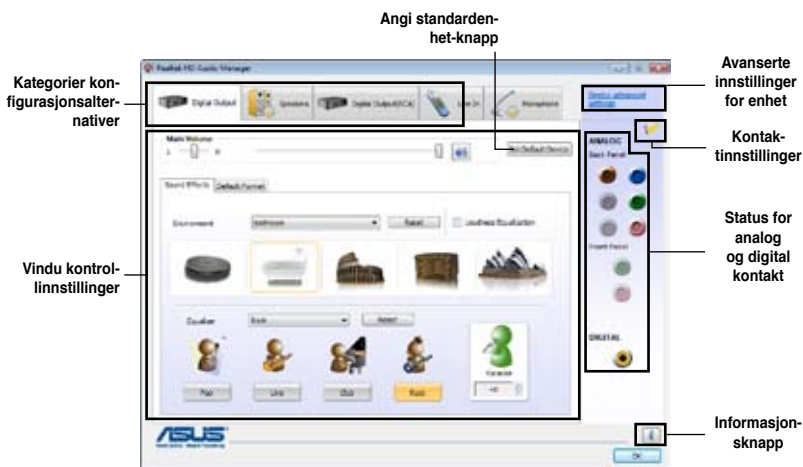 Angi standarden-
het-knapp
Kategorier kon-
figurasjonsalter-
nativer
Avanserte
innstillinger
for enhet
Kontak-
tinnstillinger
Status for
analog
og digital
kontakt
Vindu kontrol-
linnstillinger
Informasjon-
sknapp
Realtek HD Audio Manager
Digital Output
Speakers
Digital Output(RCA)
Line In
Microphone
Device advanced
settings
Main Volume
L
R
Set Default Device
ANALOG
Back Panel
Sound Effects
Default Format
Environment
Bathroom
Reset
Loudness Equalization
Front Panel
Equalizer
Rock
Reset
DIGITAL
Pop
Live
Club
Rock
Karaoke
+0
ASUS
OK